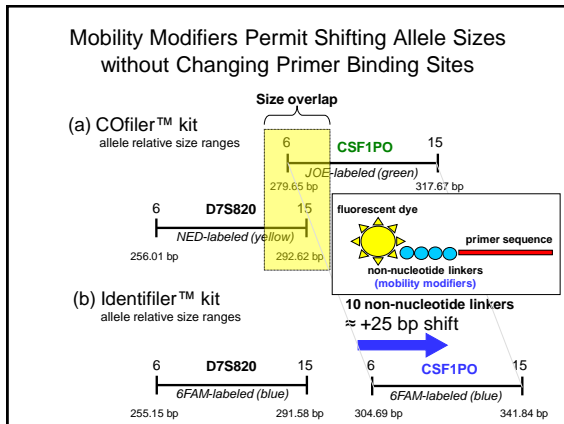 Mobility Modifiers Permit Shifting Allele Sizes
without Changing Primer Binding Sites
Size overlap
(a) COfiler™ kit
allele relative size ranges
6
15
CSF1PO
JOE-labeled (green)
279.65 bp
317.67 bp
6
15
D7S820
NED-labeled (yellow)
256.01 bp
292.62 bp
fluorescent dye
primer sequence
non-nucleotide linkers
(mobility modifiers)
(b) Identifiler™ kit
allele relative size ranges
10 non-nucleotide linkers
≈ +25 bp shift
6
15
D7S820
6FAM-labeled (blue)
255.15 bp
291.58 bp
6
15
CSF1PO
6FAM-labeled (blue)
304.69 bp
341.84 bp